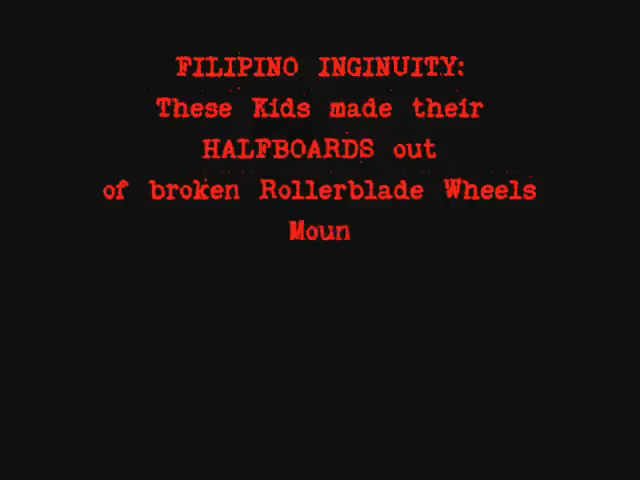 FILIPINO INGINUITY:
These Kids made their
HALFBOARDS out
of broken Rollerblade Wheels
Moun